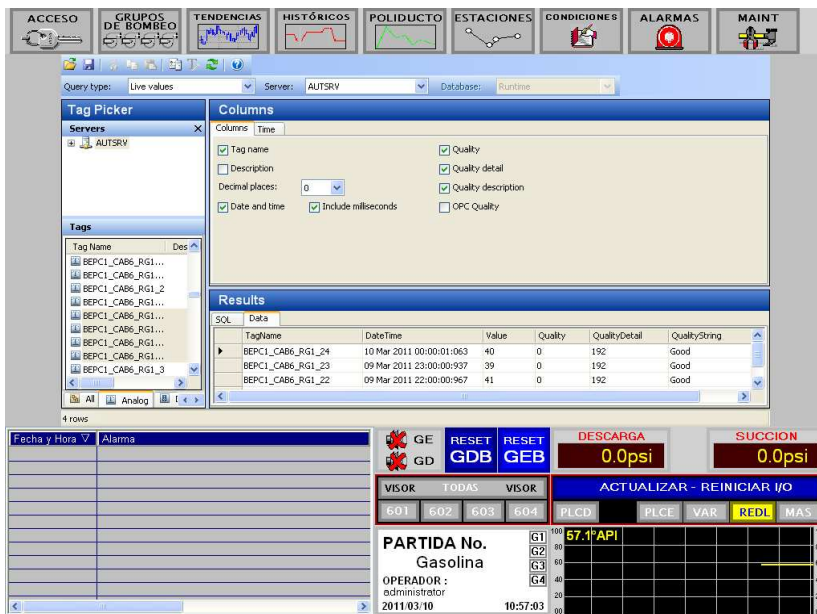 ACCESO
GRUPOS DE BOMBEO
TENDENCIAS
HISTÓRICOS
POLIDUCTO
ESTACIONES
CONDICIONES
ALARMAS
MAINT
Query type: Live values Server: AUTSRV Database: Runtime
Tag Picker
Servers X
AUTSRV
Tags
Tag Name Des
BEPC1_CAB6_RG1...
BEPC1_CAB6_RG1...
BEPC1_CAB6_RG1_2
BEPC1_CAB6_RG1...
BEPC1_CAB6_RG1...
BEPC1_CAB6_RG1...
BEPC1_CAB6_RG1...
BEPC1_CAB6_RG1_3
All Analog
4 rows
Columns
Columns Time
Tag name Quality
Description Quality detail
Decimal places: 0 Quality description
Date and time Include milliseconds OPC Quality
Results
SQL Data
TagName DateTime Value Quality QualityDetail QualityString
BEPC1_CAB6_RG1_24 10 Mar 2011 00:00:01:063 40 0 192 Good
BEPC1_CAB6_RG1_23 09 Mar 2011 23:00:00:937 39 0 192 Good
BEPC1_CAB6_RG1_22 09 Mar 2011 22:00:00:967 41 0 192 Good
Fecha y Hora Alarma
GE
GD
RESET GDB
RESET GEB
DESCARGA
0.0psi
SUCCION
0.0psi
VISOR TODAS VISOR
601 602 603 604
ACTUALIZAR - REINICIAR I/O
PLCD PLCE VAR REDL MAS
PARTIDA No.
Gasolina
OPERADOR :
administrator
2011/03/10 10:57:03
G1
G2
G3
G4
57.1°API
100
80
60
40
20
00